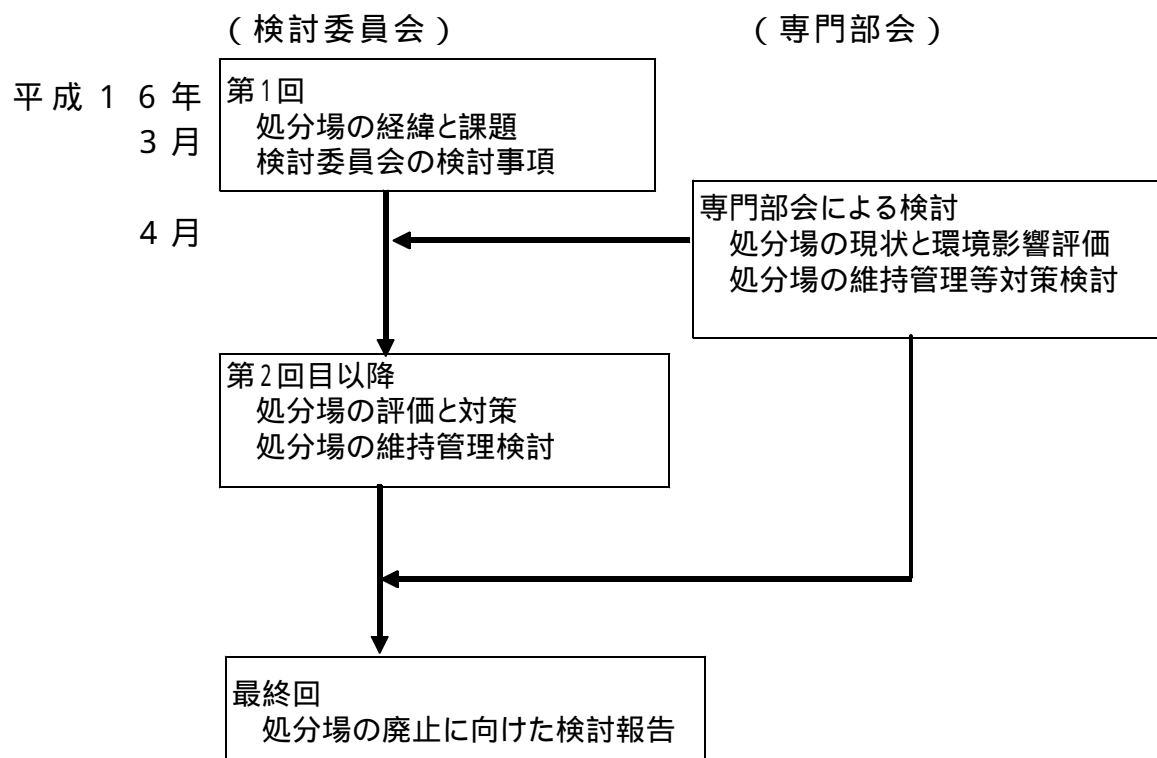 （検討委員会）
（専門部会）
平成１６年
３月
第1回
処分場の経緯と課題
検討委員会の検討事項
４月
専門部会による検討
処分場の現状と環境影響評価
処分場の維持管理等対策検討
第2回目以降
処分場の評価と対策
処分場の維持管理検討
最終回
処分場の廃止に向けた検討報告